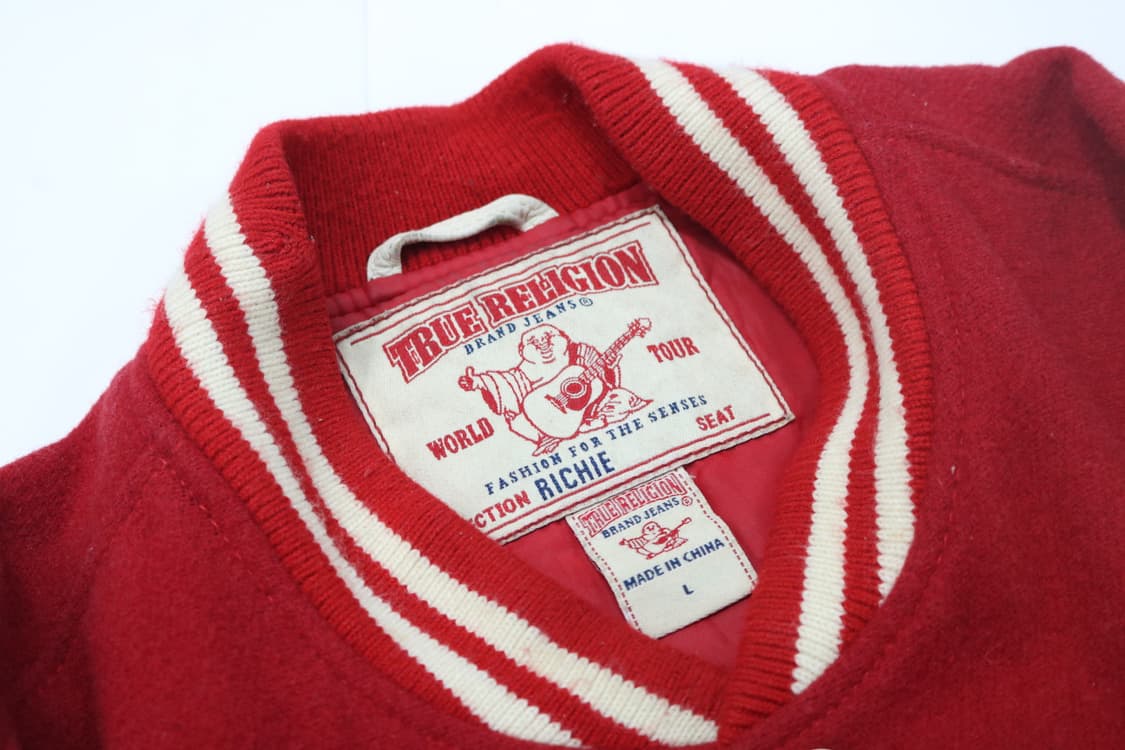 TRUE RELIGION
BRAND JEANS®
WORLD TOUR
FASHION FOR THE SENSES
CTION RICHIE SEAT
TRUE RELIGION
BRAND JEANS®
MADE IN CHINA
L